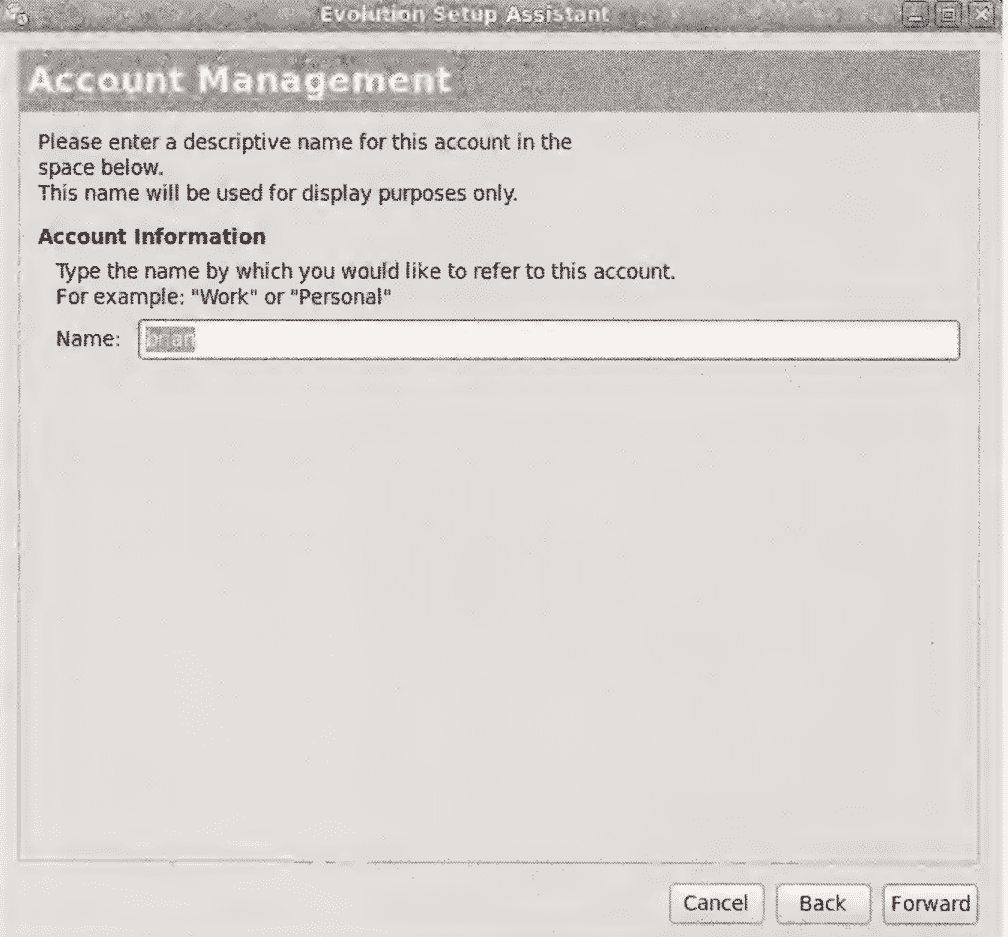 Evolution Setup Assistant
Account Management
Please enter a descriptive name for this account in the
space below.
This name will be used for display purposes only.
Account Information
Type the name by which you would like to refer to this account.
For example: "Work" or "Personal"
Name: brian
Cancel Back Forward